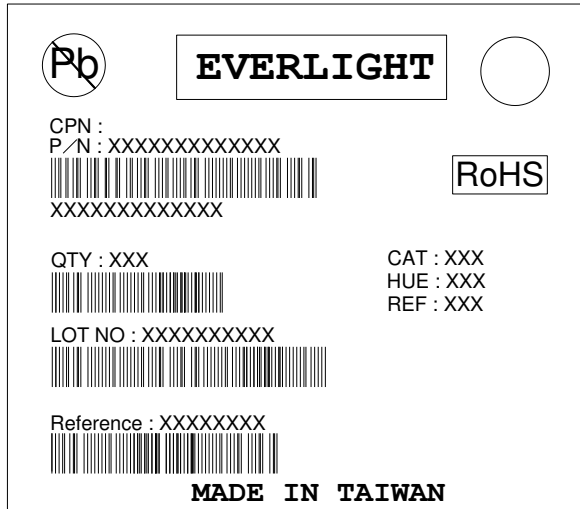 Pb
EVERLIGHT
CPN :
P/N : XXXXXXXXXXXXX
XXXXXXXXXXXXX
RoHS
QTY : XXX
CAT : XXX
HUE : XXX
REF : XXX
LOT NO : XXXXXXXXXX
Reference : XXXXXXXX
MADE IN TAIWAN